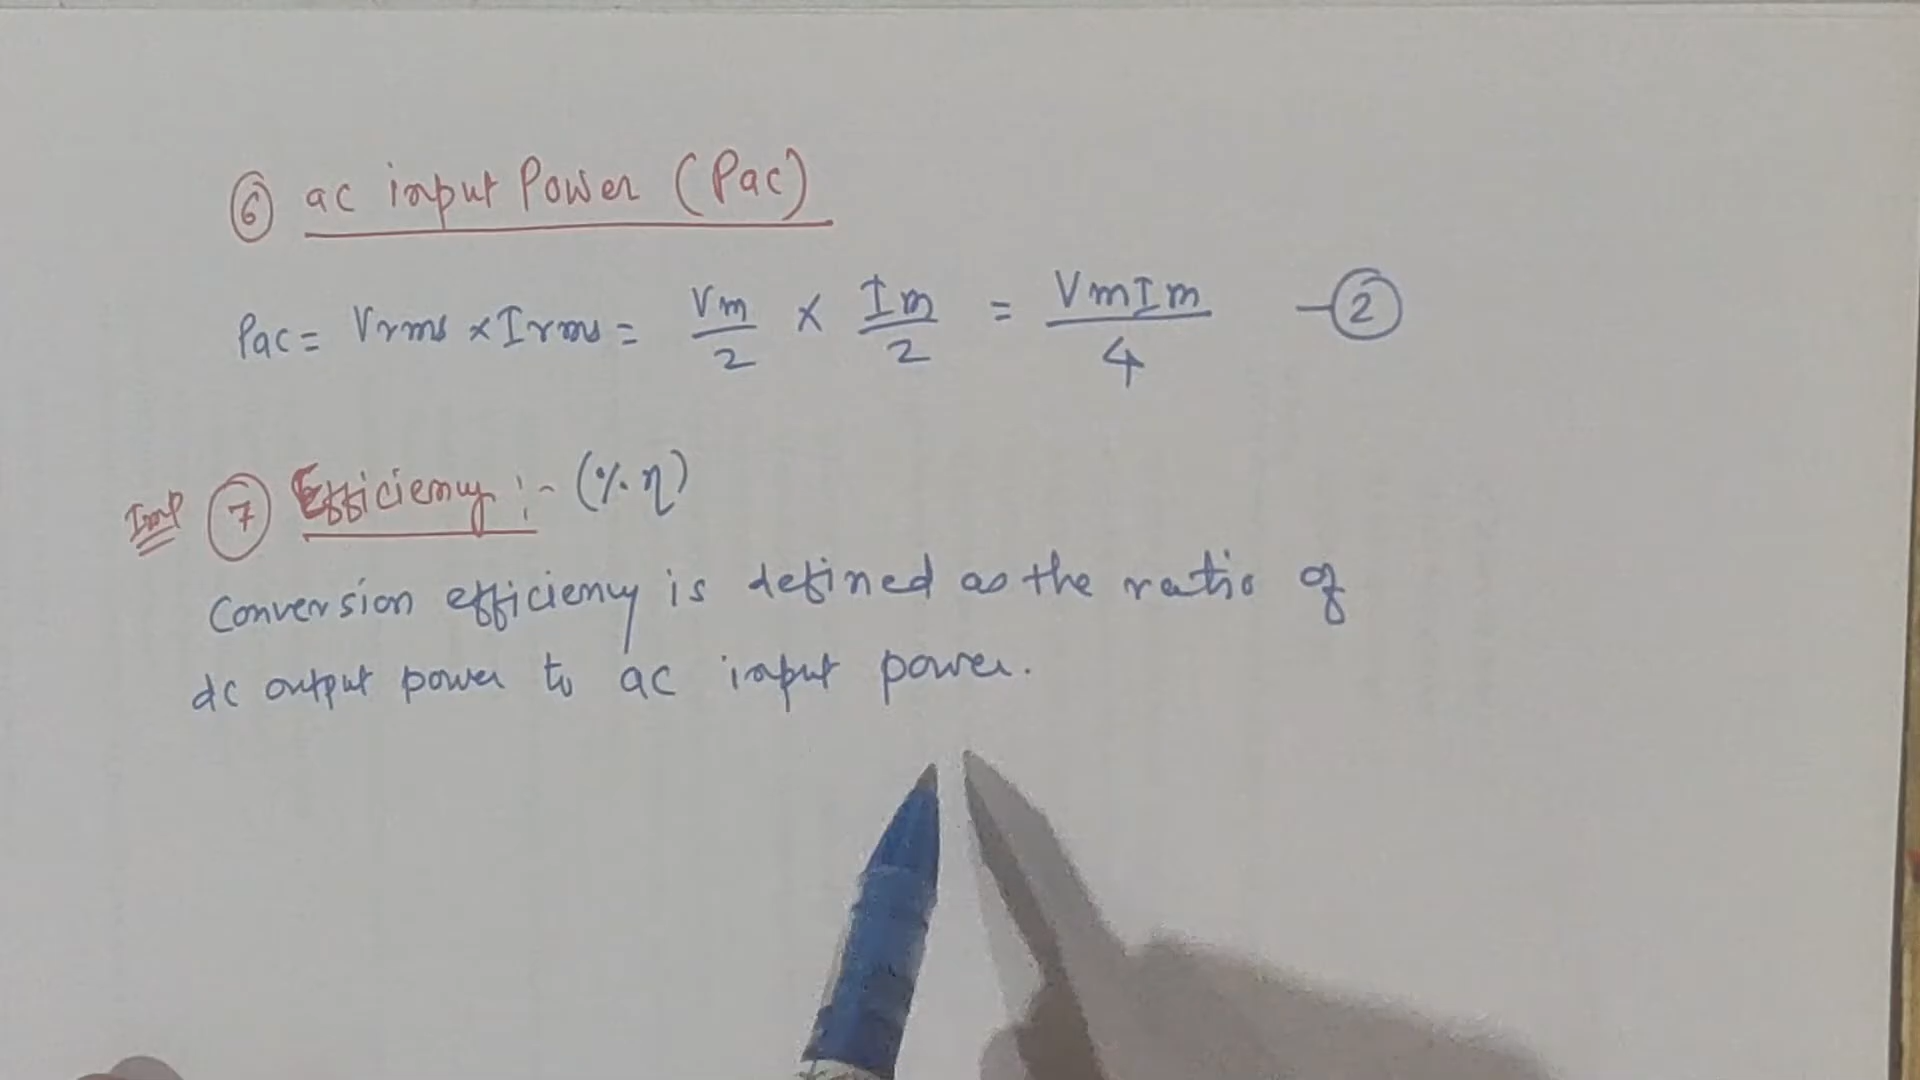 ⑥ ac input Power (Pac)
Pac = Vrms × Irms = Vm/2 × Im/2 = VmIm/4 —②
Imp ⑦ Efficiency :- (% η)
Conversion efficiency is defined as the ratio of
dc output power to ac input power.